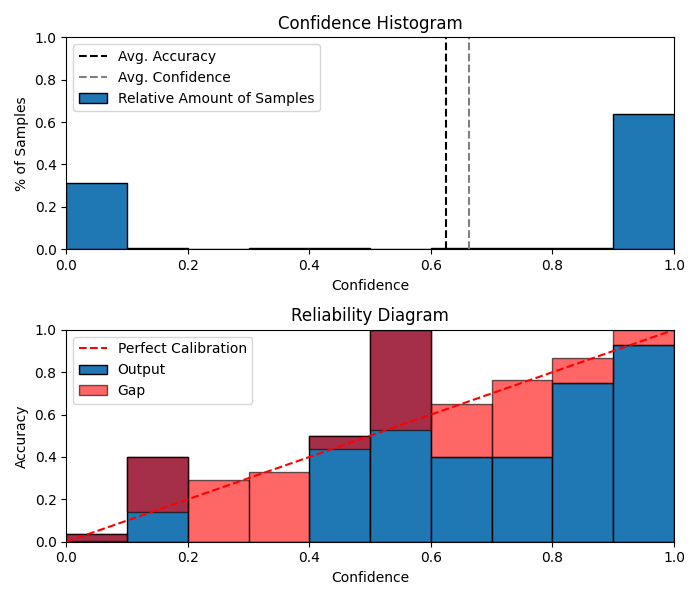 Confidence Histogram
1.0
0.8
0.6
0.4
0.2
0.0
% of Samples
Avg. Accuracy
Avg. Confidence
Relative Amount of Samples
0.0 0.2 0.4 0.6 0.8 1.0
Confidence
Reliability Diagram
1.0
0.8
0.6
0.4
0.2
0.0
Accuracy
Perfect Calibration
Output
Gap
0.0 0.2 0.4 0.6 0.8 1.0
Confidence